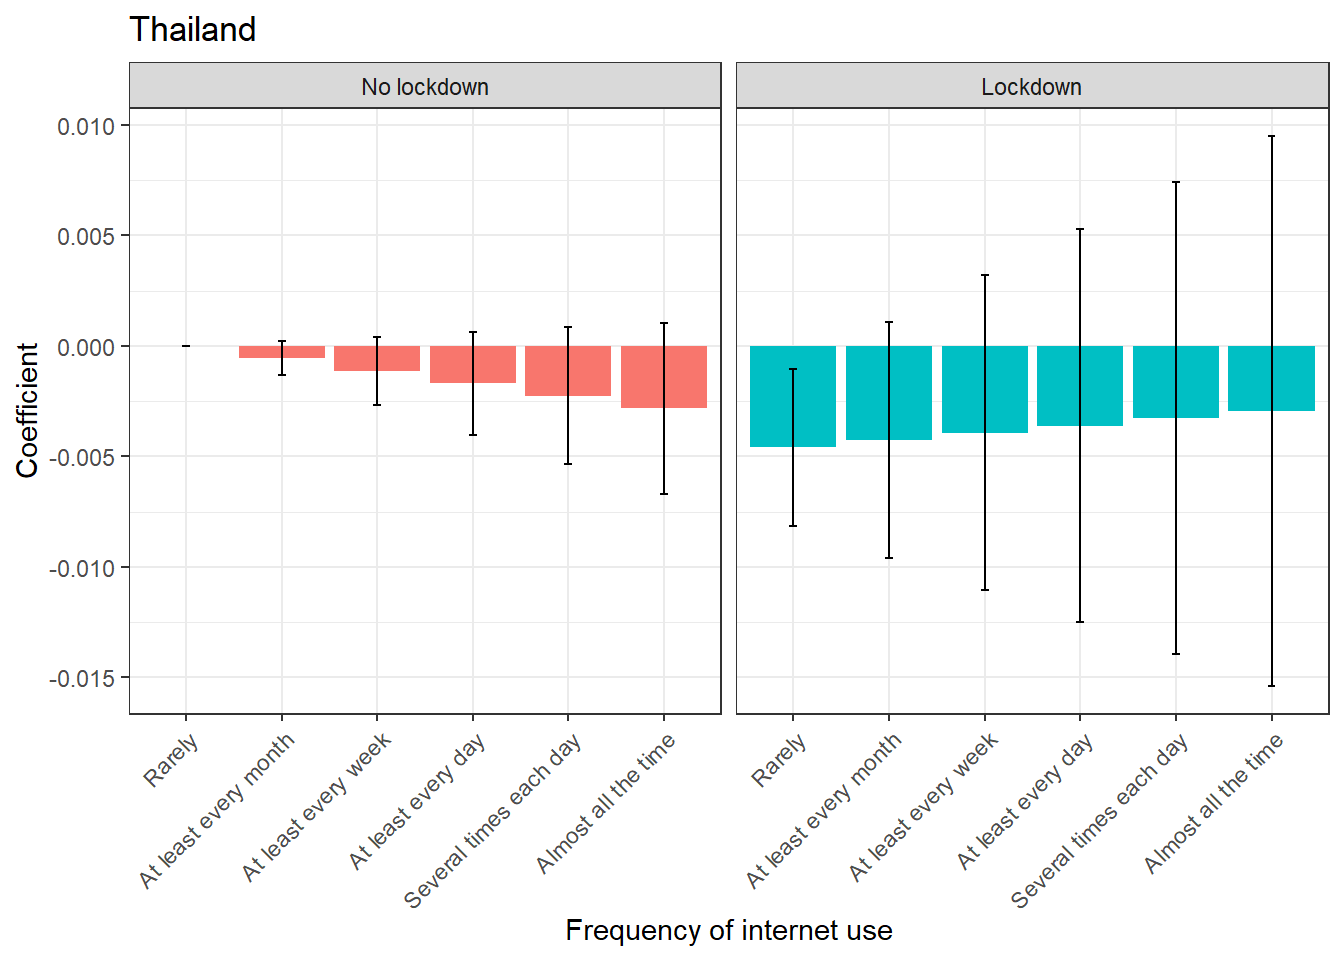 Thailand
No lockdown
Lockdown
0.010
0.005
0.000
-0.005
-0.010
-0.015
Coefficient
Rarely
At least every month
At least every week
At least every day
Several times each day
Almost all the time
Rarely
At least every month
At least every week
At least every day
Several times each day
Almost all the time
Frequency of internet use